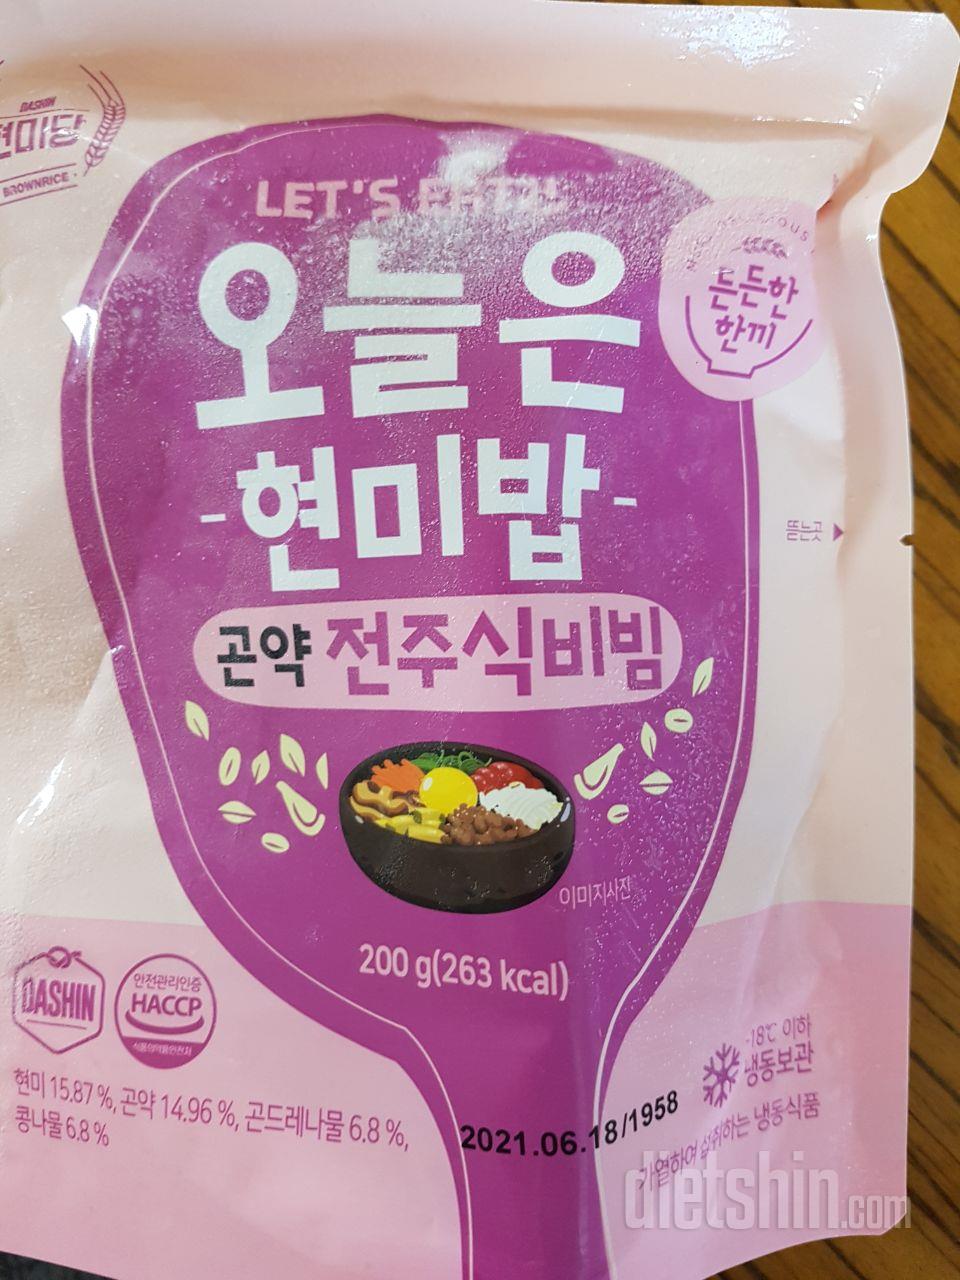 DASHIN
현미당
BROWNRICE
LET'S EAT
오늘은
-현미밥-
든든한
한끼
뜯는곳
곤약 전주식비빔
이미지사진
200 g(263 kcal)
DASHIN
안전관리인증
HACCP
식품의약품안전처
-18℃ 이하
냉동보관
현미 15.87 %, 곤약 14.96 %, 곤드레나물 6.8 %,
콩나물 6.8 %
2021.06.18/1958
가열하여 섭취하는 냉동식품
dietshin.com